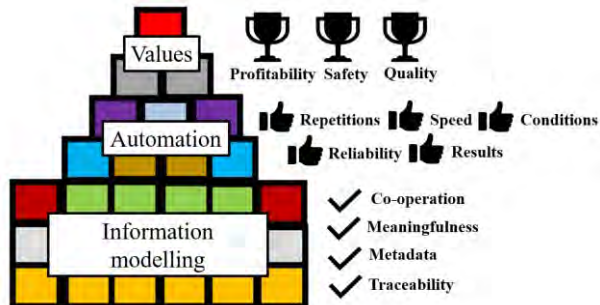 Values
Profitability Safety Quality
Automation
Repetitions Speed Conditions
Reliability Results
Information
modelling
Co-operation
Meaningfulness
Metadata
Traceability